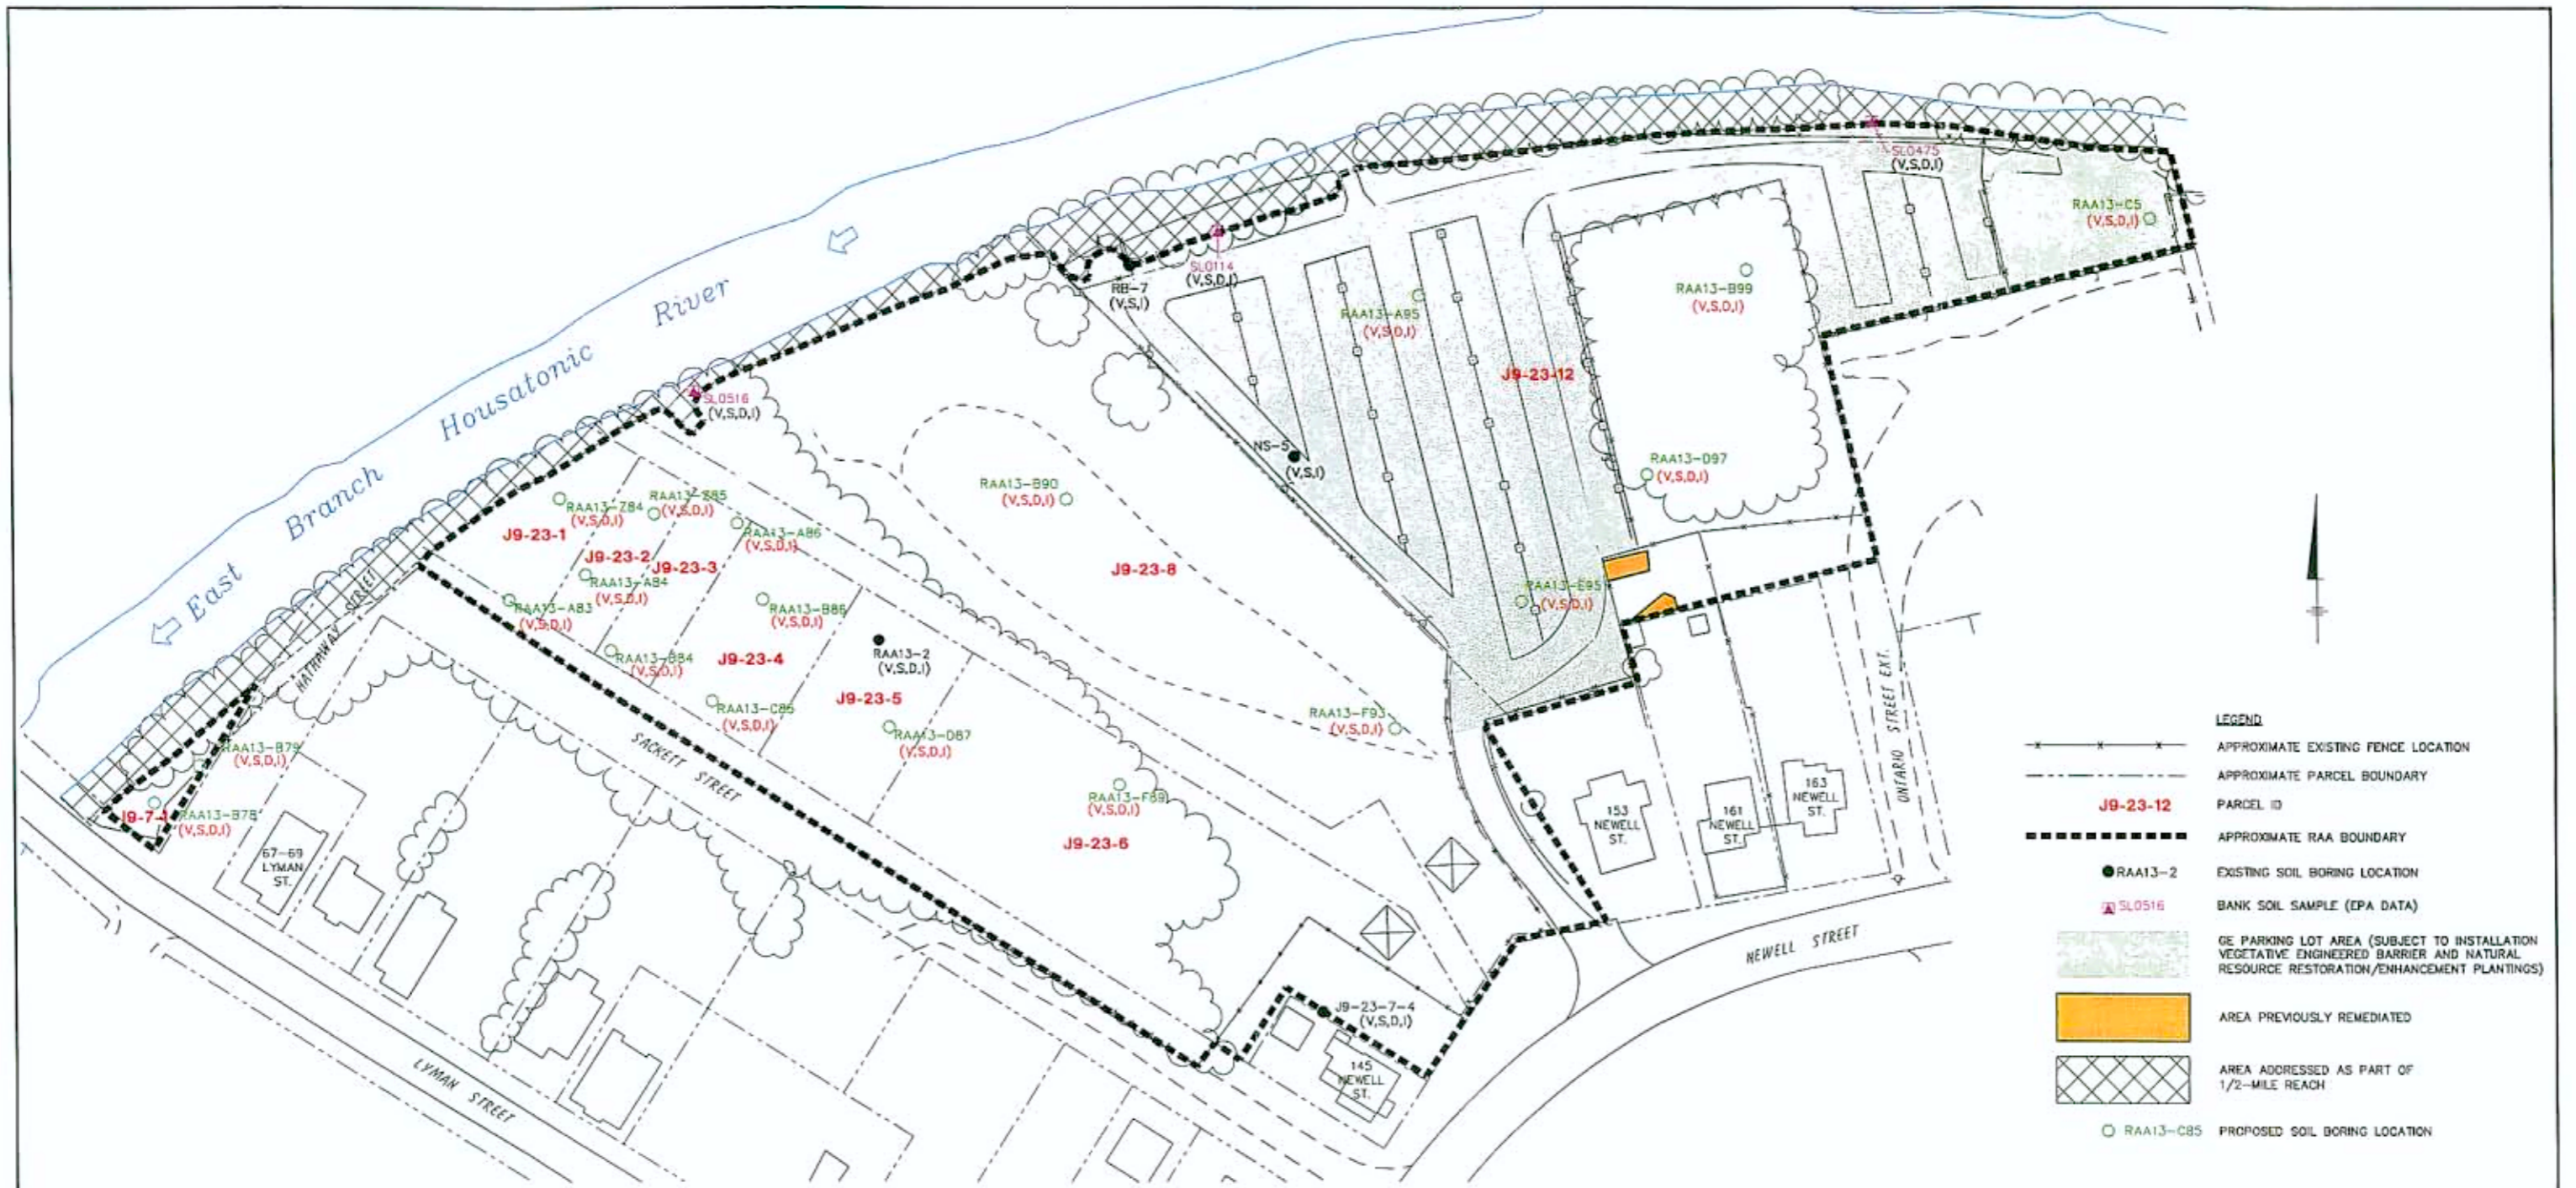 East Branch Housatonic River
SL0475
(V,S,D,I)
RAA13-C5
(V,S,D,I)
SL0114
(V,S,D,I)
RB-7
(V,S,I)
RAA13-A95
(V,S,D,I)
RAA13-B99
(V,S,D,I)
J9-23-12
SL0516
(V,S,D,I)
NS-5
(V,S,I)
RAA13-D97
(V,S,D,I)
RAA13-B90
(V,S,D,I)
RAA13-Z84
(V,S,D,I)
RAA13-Z85
(V,S,D,I)
RAA13-A86
(V,S,D,I)
J9-23-1
J9-23-2
J9-23-3
J9-23-8
RAA13-A84
(V,S,D,I)
RAA13-A83
(V,S,D,I)
RAA13-B86
(V,S,D,I)
RAA13-E95
(V,S,D,I)
HATHAWAY STREET
RAA13-B84
(V,S,D,I)
J9-23-4
RAA13-2
(V,S,D,I)
J9-23-5
RAA13-C85
(V,S,D,I)
RAA13-D87
(V,S,D,I)
RAA13-F93
(V,S,D,I)
SACKETT STREET
RAA13-B79
(V,S,D,I)
J9-7-1
RAA13-B78
(V,S,D,I)
RAA13-F89
(V,S,D,I)
J9-23-6
67-69
LYMAN
ST.
153
NEWELL
ST.
161
NEWELL
ST.
163
NEWELL
ST.
ONTARIO STREET EXT.
NEWELL STREET
J9-23-7-4
(V,S,D,I)
145
NEWELL
ST.
LYMAN STREET
LEGEND
APPROXIMATE EXISTING FENCE LOCATION
APPROXIMATE PARCEL BOUNDARY
J9-23-12 PARCEL ID
APPROXIMATE RAA BOUNDARY
RAA13-2 EXISTING SOIL BORING LOCATION
SL0516 BANK SOIL SAMPLE (EPA DATA)
GE PARKING LOT AREA (SUBJECT TO INSTALLATION
VEGETATIVE ENGINEERED BARRIER AND NATURAL
RESOURCE RESTORATION/ENHANCEMENT PLANTINGS)
AREA PREVIOUSLY REMEDIATED
AREA ADDRESSED AS PART OF
1/2-MILE REACH
RAA13-C85 PROPOSED SOIL BORING LOCATION